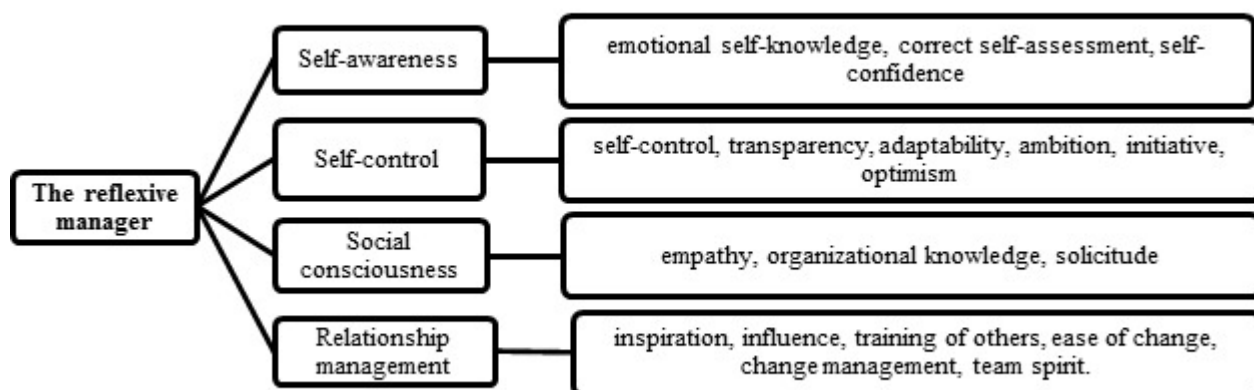 The reflexive
manager
Self-awareness
emotional self-knowledge, correct self-assessment, self-
confidence
Self-control
self-control, transparency, adaptability, ambition, initiative,
optimism
Social
consciousness
empathy, organizational knowledge, solicitude
Relationship
management
inspiration, influence, training of others, ease of change,
change management, team spirit.